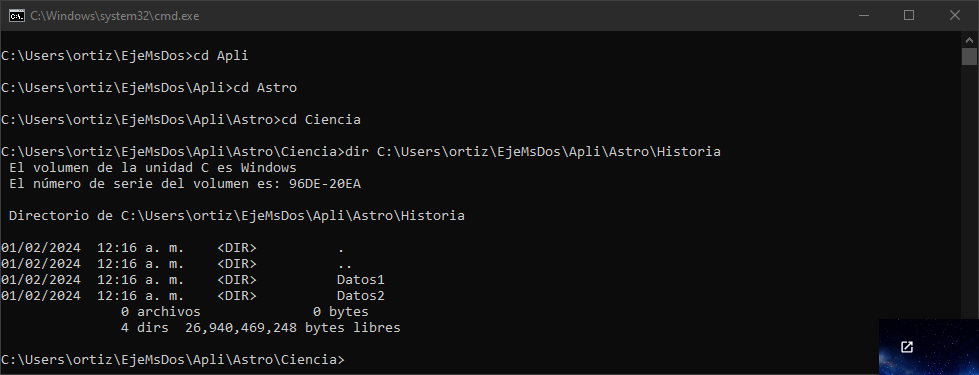 C:\Windows\system32\cmd.exe
C:\Users\ortiz\EjeMsDos>cd Apli
C:\Users\ortiz\EjeMsDos\Apli>cd Astro
C:\Users\ortiz\EjeMsDos\Apli\Astro>cd Ciencia
C:\Users\ortiz\EjeMsDos\Apli\Astro\Ciencia>dir C:\Users\ortiz\EjeMsDos\Apli\Astro\Historia
 El volumen de la unidad C es Windows
 El número de serie del volumen es: 96DE-20EA
 Directorio de C:\Users\ortiz\EjeMsDos\Apli\Astro\Historia
01/02/2024  12:16 a. m.    <DIR>          .
01/02/2024  12:16 a. m.    <DIR>          ..
01/02/2024  12:16 a. m.    <DIR>          Datos1
01/02/2024  12:16 a. m.    <DIR>          Datos2
               0 archivos              0 bytes
               4 dirs  26,940,469,248 bytes libres
C:\Users\ortiz\EjeMsDos\Apli\Astro\Ciencia>